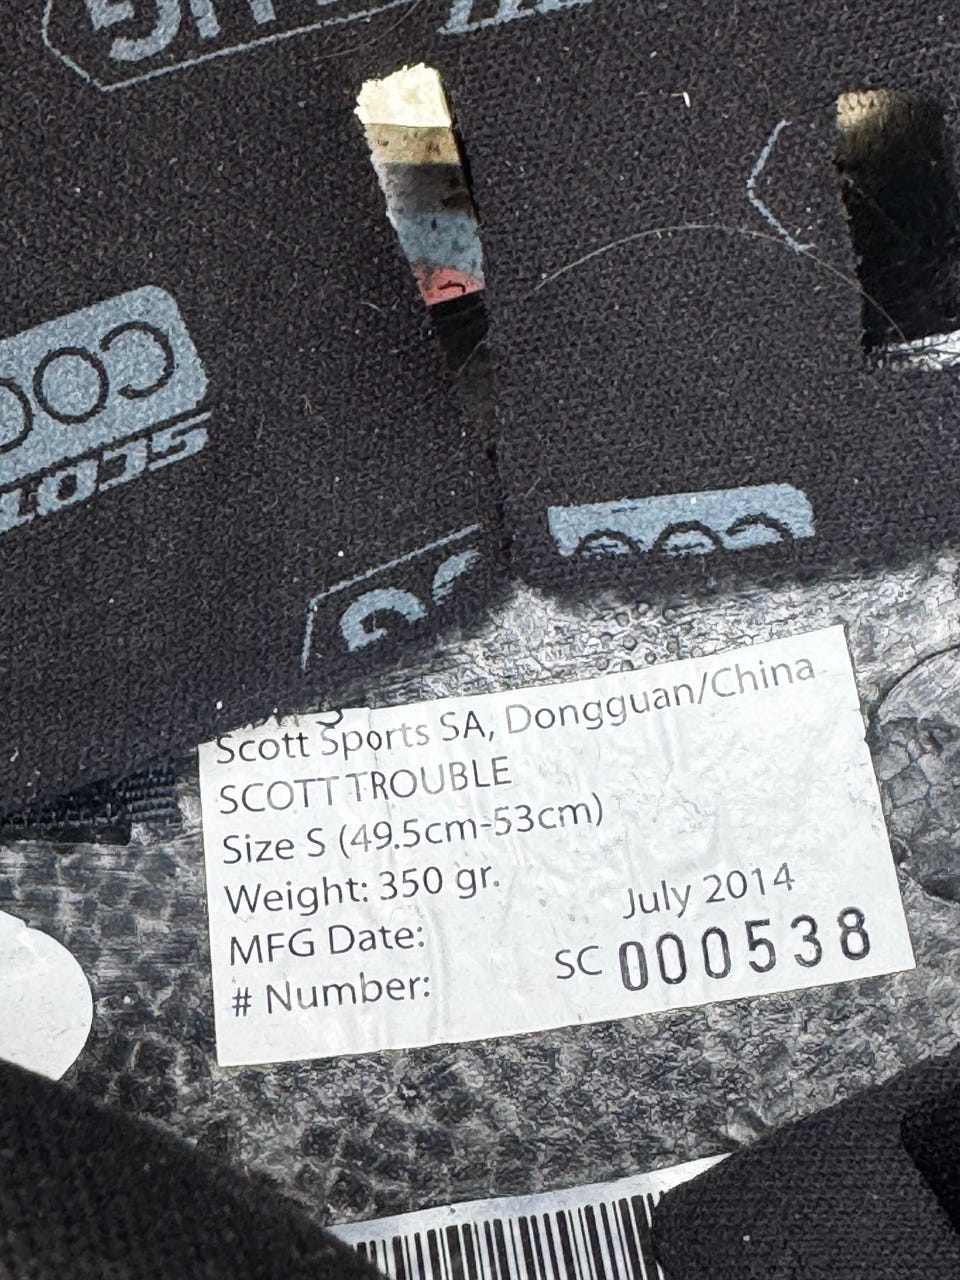 SCOTT
Scott Sports SA, Dongguan/China
SCOTT TROUBLE
Size S (49.5cm-53cm)
Weight: 350 gr.
MFG Date: July 2014
# Number: SC 000538